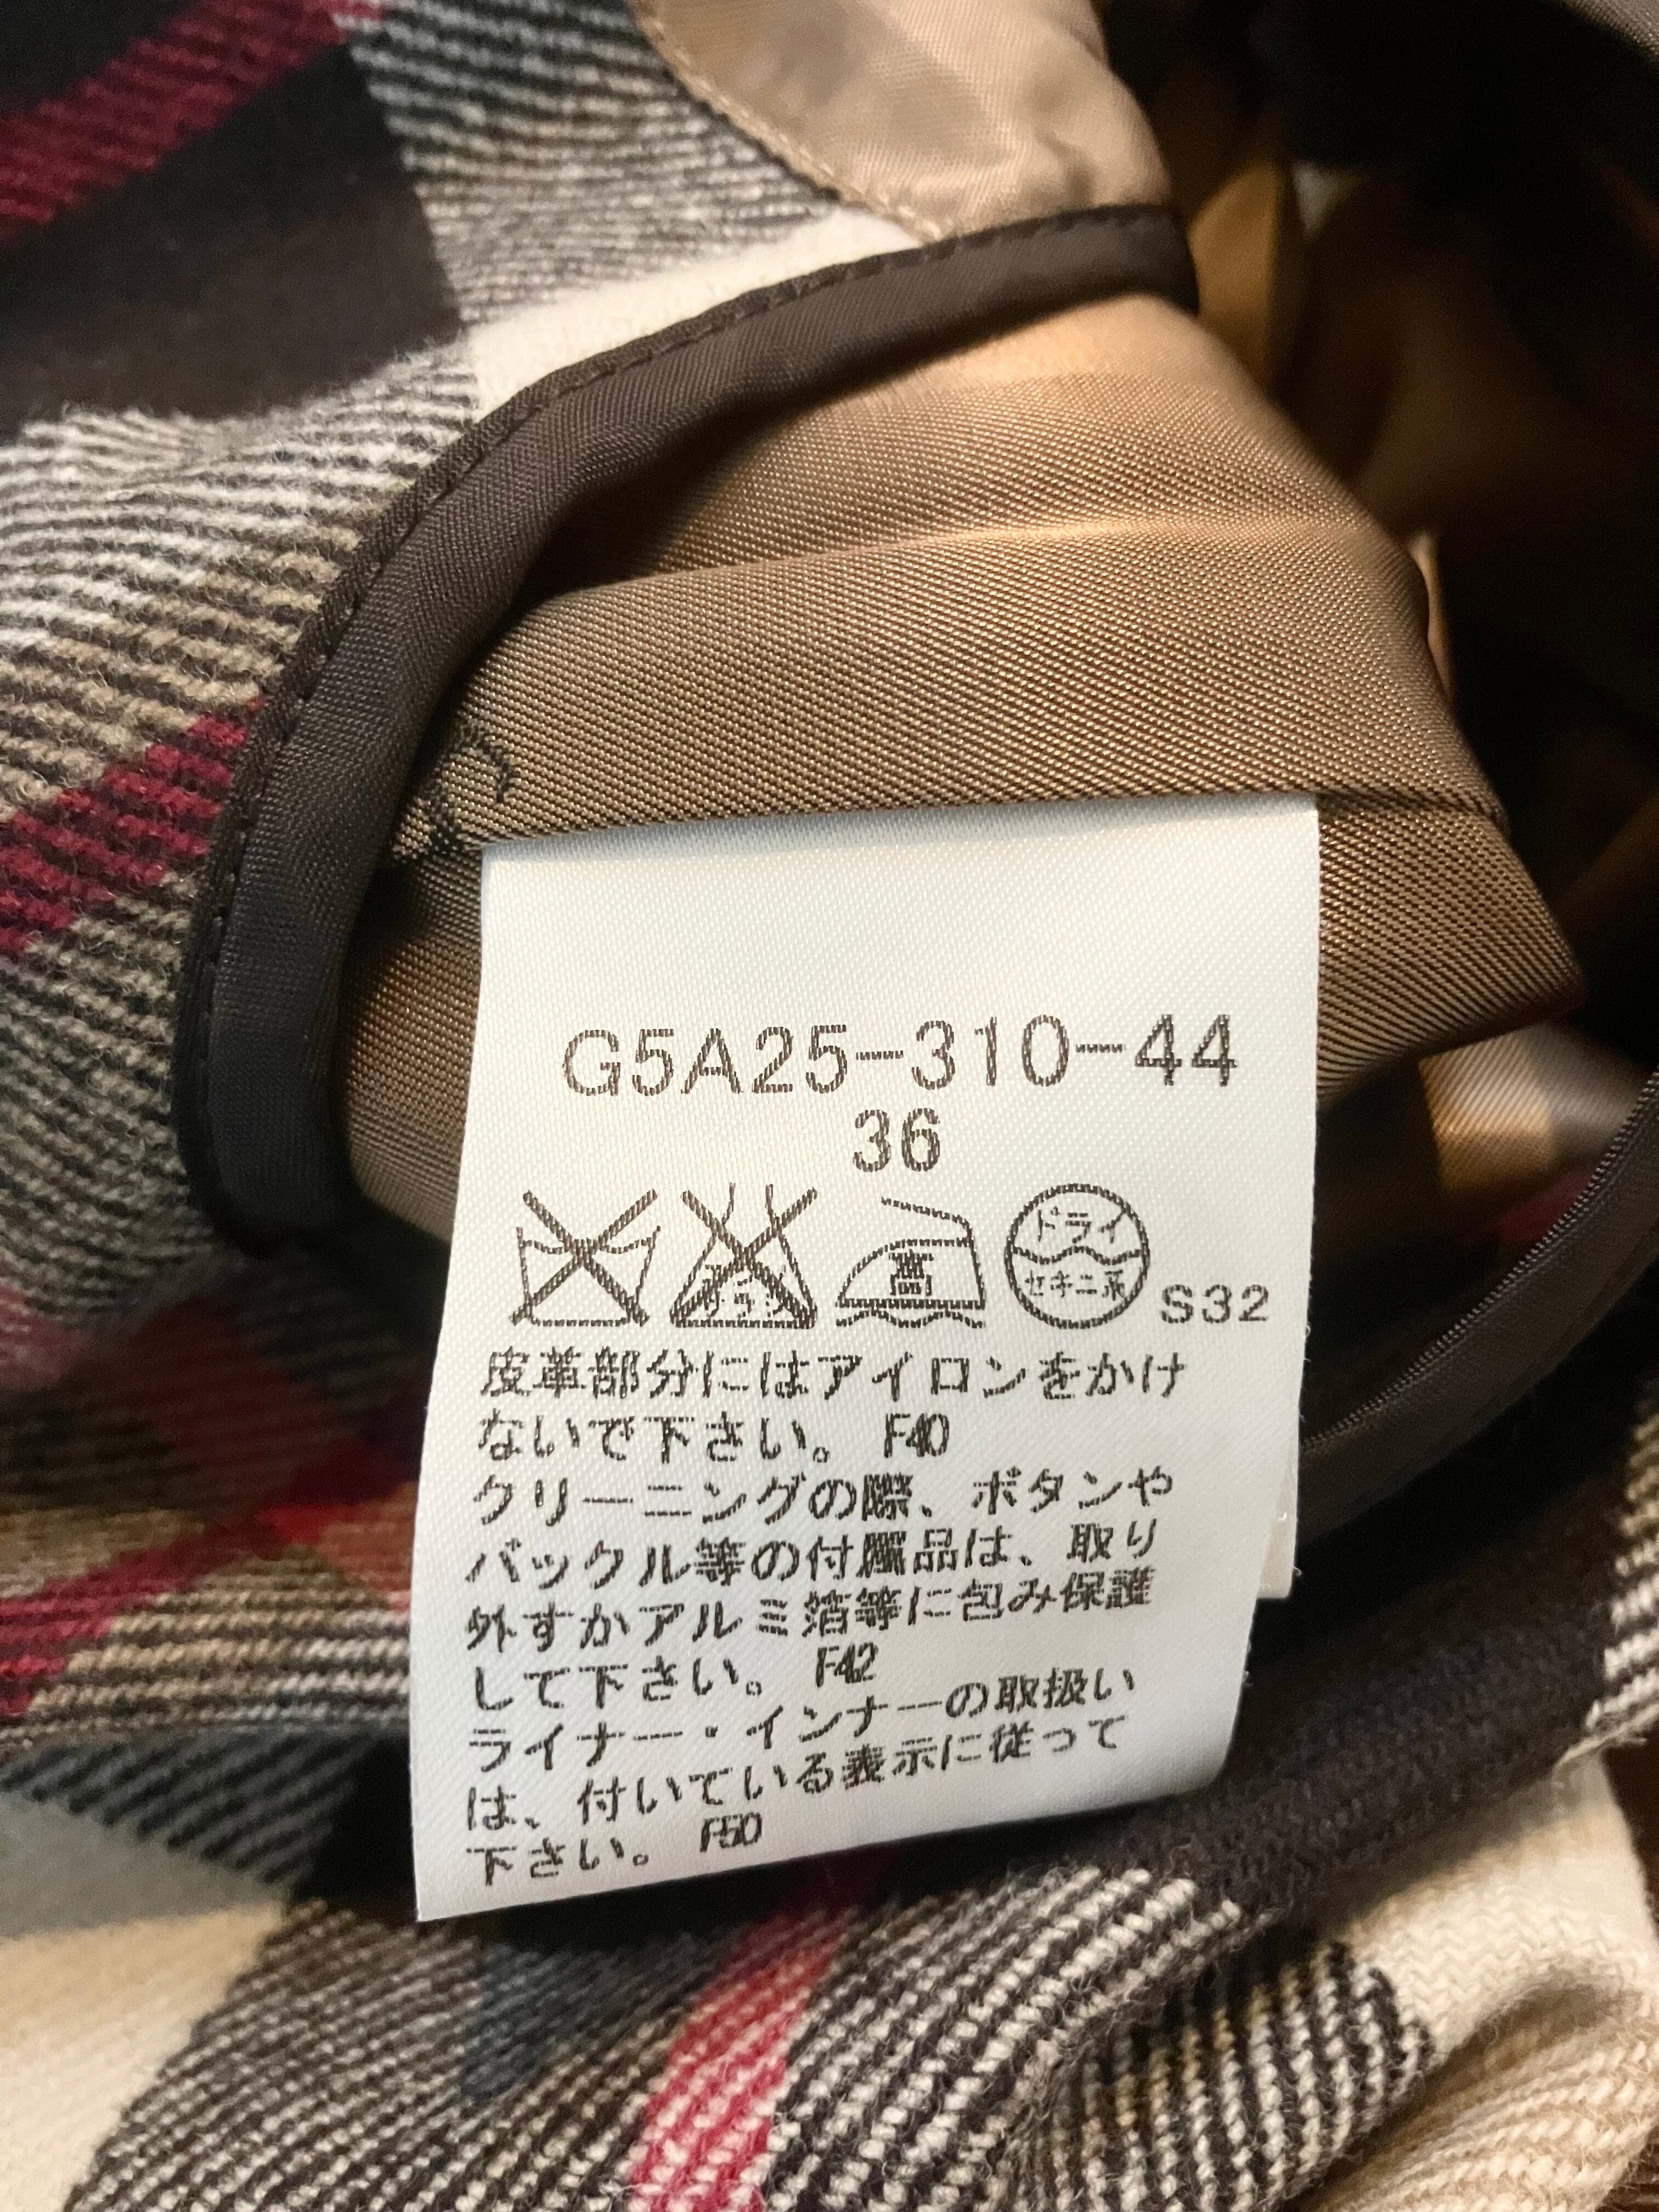 G5A25-310-44
36
ドライ
セキユ系
高
S32
皮革部分にはアイロンをかけ
ないで下さい。 F40
クリーニングの際、ボタンや
バックル等の付属品は、取り
外すかアルミ箔等に包み保護
して下さい。 F42
ライナー・インナーの取扱い
は、付いている表示に従って
下さい。 F50